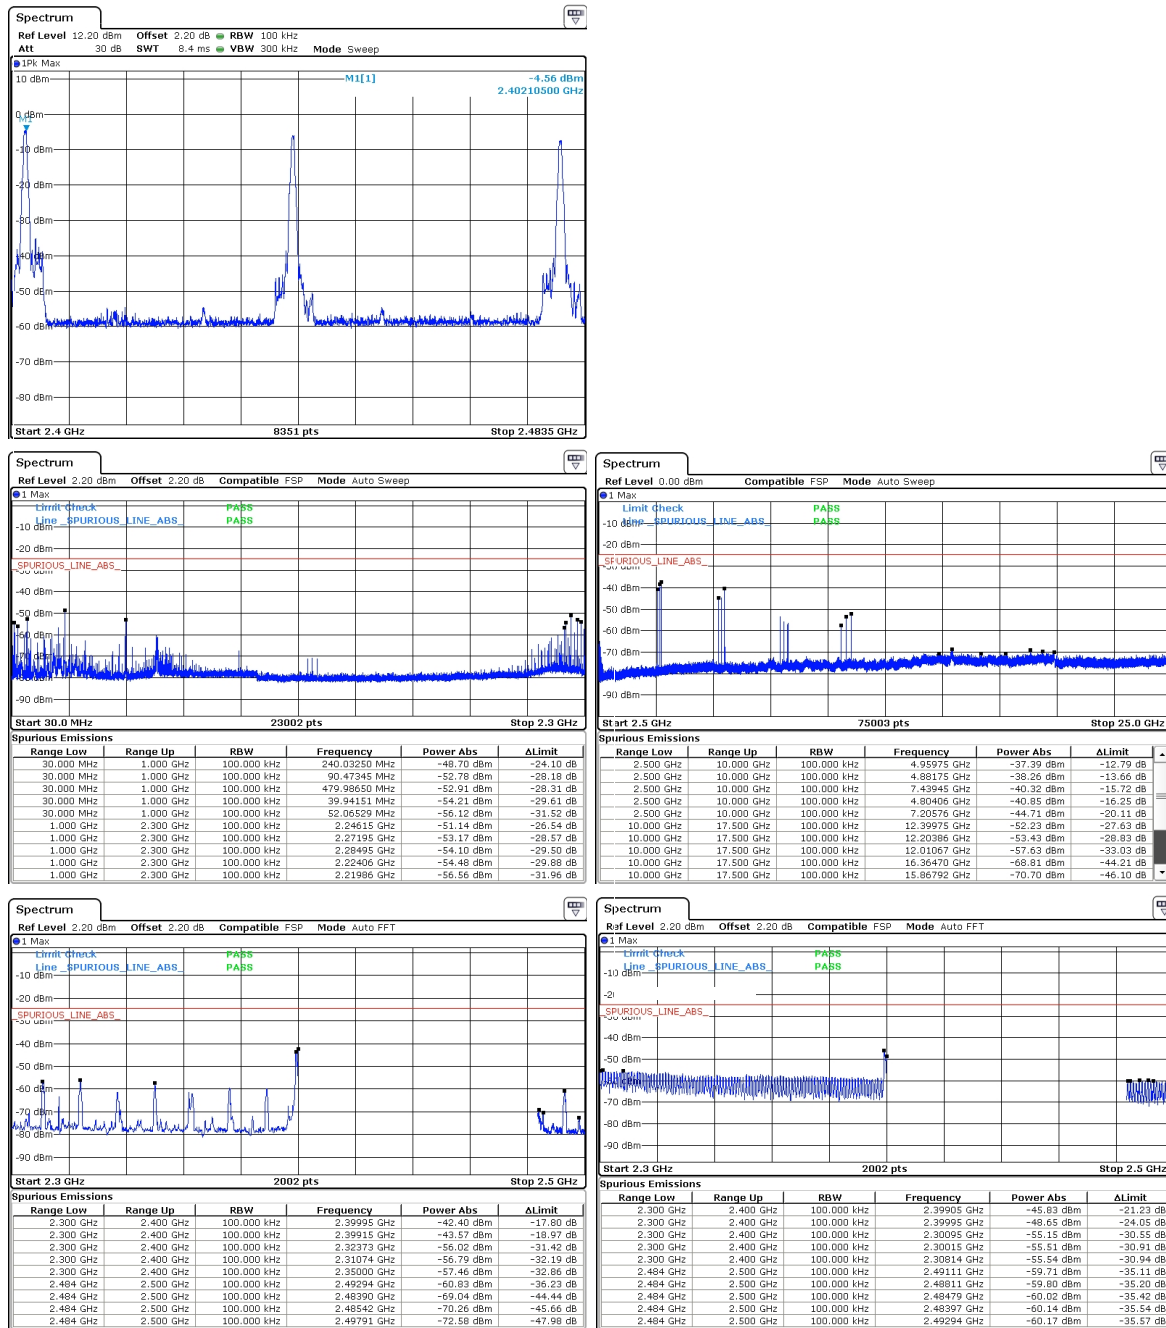 Spectrum
Ref Level 12.20 dBm Offset 2.20 dB RBW 100 kHz
Att 30 dB SWT 8.4 ms VBW 300 kHz Mode Sweep
1Pk Max
10 dBm M1[1] -4.56 dBm
2.40210500 GHz
0 dBm
M1
-10 dBm
-20 dBm
-30 dBm
-40 dBm
-50 dBm
-60 dBm
-70 dBm
-80 dBm
Start 2.4 GHz 8351 pts Stop 2.4835 GHz
Spectrum
Ref Level 2.20 dBm Offset 2.20 dB Compatible FSP Mode Auto Sweep
1 Max
Limit Check PASS
Line _SPURIOUS_LINE_ABS_ PASS
-10 dBm
-20 dBm
_SPURIOUS_LINE_ABS_
-30 dBm
-40 dBm
-50 dBm
-60 dBm
-70 dBm
-80 dBm
-90 dBm
Start 30.0 MHz 23002 pts Stop 2.3 GHz
Spurious Emissions
Range Low Range Up RBW Frequency Power Abs ΔLimit
30.000 MHz 1.000 GHz 100.000 kHz 240.03250 MHz -48.70 dBm -24.10 dB
30.000 MHz 1.000 GHz 100.000 kHz 90.47345 MHz -52.78 dBm -28.18 dB
30.000 MHz 1.000 GHz 100.000 kHz 479.98650 MHz -52.91 dBm -28.31 dB
30.000 MHz 1.000 GHz 100.000 kHz 39.94151 MHz -54.21 dBm -29.61 dB
30.000 MHz 1.000 GHz 100.000 kHz 52.06529 MHz -56.12 dBm -31.52 dB
1.000 GHz 2.300 GHz 100.000 kHz 2.24615 GHz -51.14 dBm -26.54 dB
1.000 GHz 2.300 GHz 100.000 kHz 2.27195 GHz -53.17 dBm -28.57 dB
1.000 GHz 2.300 GHz 100.000 kHz 2.28495 GHz -54.10 dBm -29.50 dB
1.000 GHz 2.300 GHz 100.000 kHz 2.22406 GHz -54.48 dBm -29.88 dB
1.000 GHz 2.300 GHz 100.000 kHz 2.21986 GHz -56.56 dBm -31.96 dB
Spectrum
Ref Level 0.00 dBm Compatible FSP Mode Auto Sweep
1 Max
Limit Check PASS
Line _SPURIOUS_LINE_ABS_ PASS
-10 dBm
-20 dBm
_SPURIOUS_LINE_ABS_
-30 dBm
-40 dBm
-50 dBm
-60 dBm
-70 dBm
-90 dBm
Start 2.5 GHz 75003 pts Stop 25.0 GHz
Spurious Emissions
Range Low Range Up RBW Frequency Power Abs ΔLimit
2.500 GHz 10.000 GHz 100.000 kHz 4.95975 GHz -37.39 dBm -12.79 dB
2.500 GHz 10.000 GHz 100.000 kHz 4.88175 GHz -38.26 dBm -13.66 dB
2.500 GHz 10.000 GHz 100.000 kHz 7.43945 GHz -40.32 dBm -15.72 dB
2.500 GHz 10.000 GHz 100.000 kHz 4.80406 GHz -40.85 dBm -16.25 dB
2.500 GHz 10.000 GHz 100.000 kHz 7.20576 GHz -44.71 dBm -20.11 dB
10.000 GHz 17.500 GHz 100.000 kHz 12.39975 GHz -52.23 dBm -27.63 dB
10.000 GHz 17.500 GHz 100.000 kHz 12.20386 GHz -53.43 dBm -28.83 dB
10.000 GHz 17.500 GHz 100.000 kHz 12.01067 GHz -57.63 dBm -33.03 dB
10.000 GHz 17.500 GHz 100.000 kHz 16.36470 GHz -68.81 dBm -44.21 dB
10.000 GHz 17.500 GHz 100.000 kHz 15.86792 GHz -70.70 dBm -46.10 dB
Spectrum
Ref Level 2.20 dBm Offset 2.20 dB Compatible FSP Mode Auto FFT
1 Max
Limit Check PASS
Line _SPURIOUS_LINE_ABS_ PASS
-10 dBm
-20 dBm
_SPURIOUS_LINE_ABS_
-30 dBm
-40 dBm
-50 dBm
-60 dBm
-70 dBm
-80 dBm
-90 dBm
Start 2.3 GHz 2002 pts Stop 2.5 GHz
Spurious Emissions
Range Low Range Up RBW Frequency Power Abs ΔLimit
2.300 GHz 2.400 GHz 100.000 kHz 2.39995 GHz -42.40 dBm -17.80 dB
2.300 GHz 2.400 GHz 100.000 kHz 2.39915 GHz -43.57 dBm -18.97 dB
2.300 GHz 2.400 GHz 100.000 kHz 2.32373 GHz -56.02 dBm -31.42 dB
2.300 GHz 2.400 GHz 100.000 kHz 2.31074 GHz -56.79 dBm -32.19 dB
2.300 GHz 2.400 GHz 100.000 kHz 2.35000 GHz -57.46 dBm -32.86 dB
2.484 GHz 2.500 GHz 100.000 kHz 2.49294 GHz -60.83 dBm -36.23 dB
2.484 GHz 2.500 GHz 100.000 kHz 2.48390 GHz -69.04 dBm -44.44 dB
2.484 GHz 2.500 GHz 100.000 kHz 2.48542 GHz -70.26 dBm -45.66 dB
2.484 GHz 2.500 GHz 100.000 kHz 2.49791 GHz -72.58 dBm -47.98 dB
Spectrum
Ref Level 2.20 dBm Offset 2.20 dB Compatible FSP Mode Auto FFT
1 Max
Limit Check PASS
Line _SPURIOUS_LINE_ABS_ PASS
-10 dBm
_SPURIOUS_LINE_ABS_
-30 dBm
-40 dBm
-50 dBm
-60 dBm
-70 dBm
-80 dBm
-90 dBm
Start 2.3 GHz 2002 pts Stop 2.5 GHz
Spurious Emissions
Range Low Range Up RBW Frequency Power Abs ΔLimit
2.300 GHz 2.400 GHz 100.000 kHz 2.39905 GHz -45.83 dBm -21.23 dB
2.300 GHz 2.400 GHz 100.000 kHz 2.39995 GHz -48.65 dBm -24.05 dB
2.300 GHz 2.400 GHz 100.000 kHz 2.30095 GHz -55.15 dBm -30.55 dB
2.300 GHz 2.400 GHz 100.000 kHz 2.30015 GHz -55.51 dBm -30.91 dB
2.300 GHz 2.400 GHz 100.000 kHz 2.30814 GHz -55.54 dBm -30.94 dB
2.484 GHz 2.500 GHz 100.000 kHz 2.49111 GHz -59.71 dBm -35.11 dB
2.484 GHz 2.500 GHz 100.000 kHz 2.48811 GHz -59.80 dBm -35.20 dB
2.484 GHz 2.500 GHz 100.000 kHz 2.48479 GHz -60.02 dBm -35.42 dB
2.484 GHz 2.500 GHz 100.000 kHz 2.48397 GHz -60.14 dBm -35.54 dB
2.484 GHz 2.500 GHz 100.000 kHz 2.49294 GHz -60.17 dBm -35.57 dB